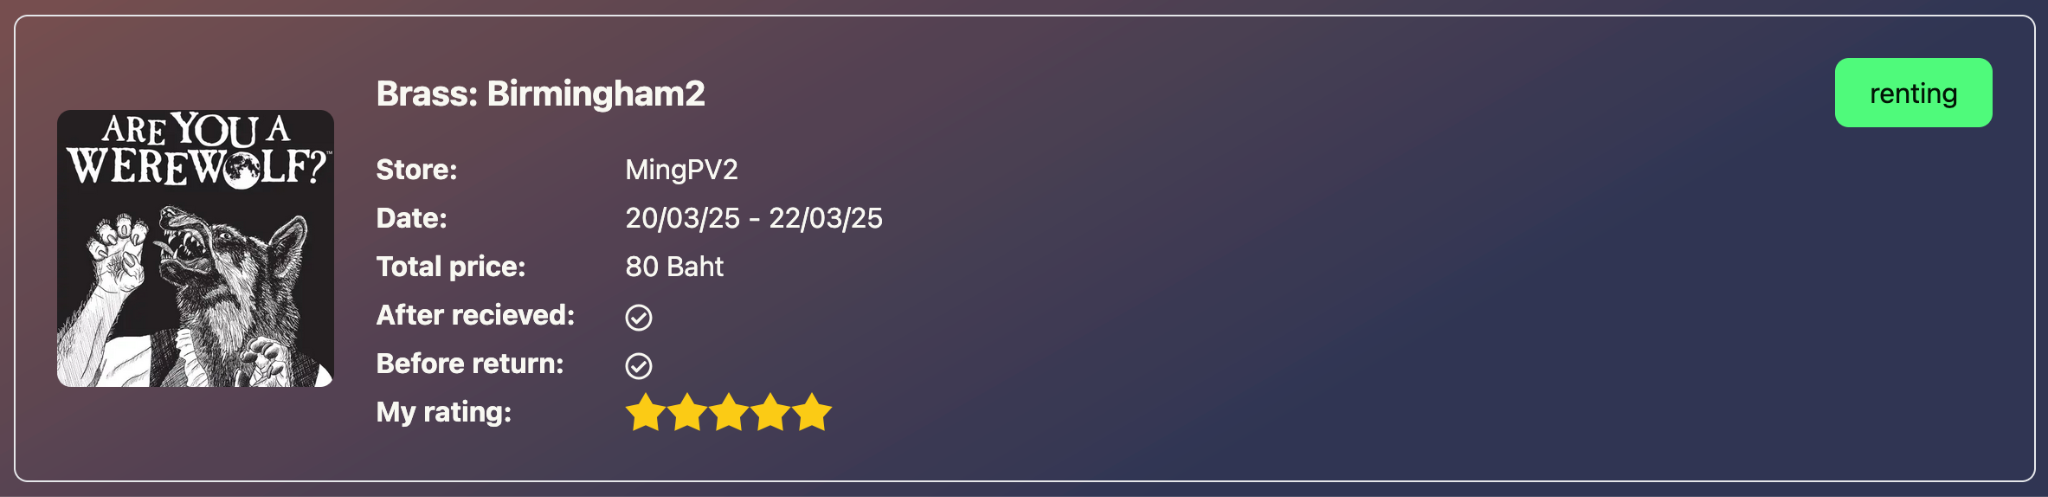 ARE YOU A
WEREWOLF?™
Brass: Birmingham2
renting
Store: MingPV2
Date: 20/03/25 - 22/03/25
Total price: 80 Baht
After recieved:
Before return:
My rating: